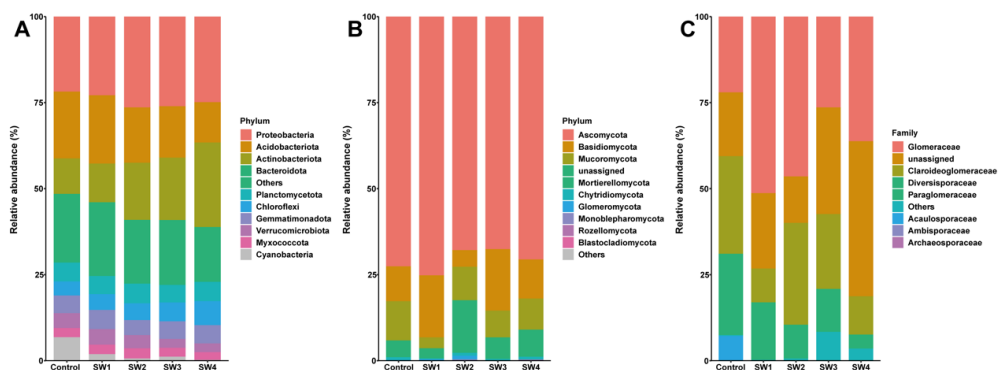 A
Relative abundance (%)
100
75
50
25
0
Control SW1 SW2 SW3 SW4
Phylum
Proteobacteria
Acidobacteriota
Actinobacteriota
Bacteroidota
Others
Planctomycetota
Chloroflexi
Gemmatimonadota
Verrucomicrobiota
Myxococcota
Cyanobacteria
B
Relative abundance (%)
100
75
50
25
0
Control SW1 SW2 SW3 SW4
Phylum
Ascomycota
Basidiomycota
Mucoromycota
unassigned
Mortierellomycota
Chytridiomycota
Glomeromycota
Monoblepharomycota
Rozellomycota
Blastocladiomycota
Others
C
Relative abundance (%)
100
75
50
25
0
Control SW1 SW2 SW3 SW4
Family
Glomeraceae
unassigned
Claroideoglomeraceae
Diversisporaceae
Paraglomeraceae
Others
Acaulosporaceae
Ambisporaceae
Archaeosporaceae